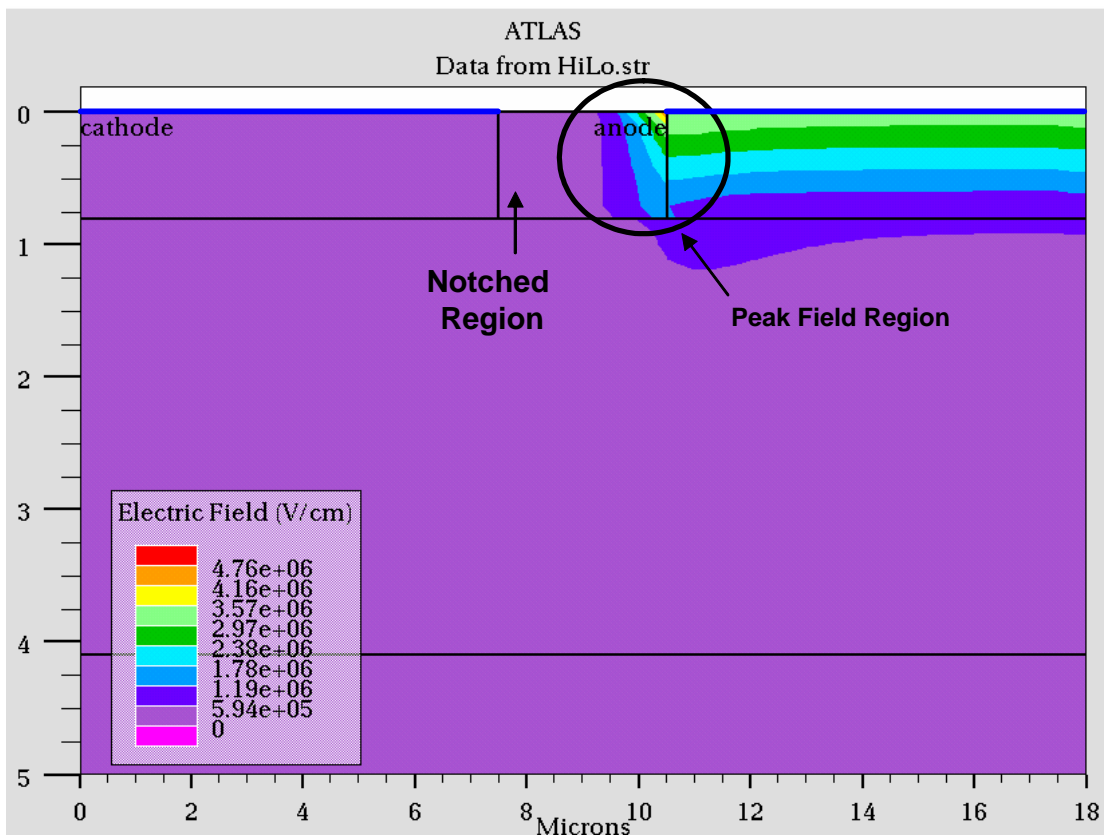 ATLAS
Data from HiLo.str
0
cathode
anode
1
Notched
Region
Peak Field Region
2
3
Electric Field (V/cm)
4.76e+06
4.16e+06
3.57e+06
2.97e+06
2.38e+06
1.78e+06
1.19e+06
5.94e+05
0
4
5
0 2 4 6 8 10 12 14 16 18
Microns